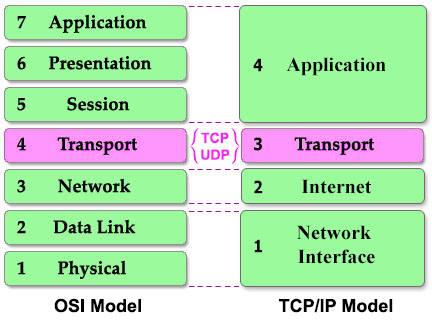 7 Application
6 Presentation
5 Session
4 Transport
3 Network
2 Data Link
1 Physical
OSI Model
TCP
UDP
4 Application
3 Transport
2 Internet
1 Network
Interface
TCP/IP Model